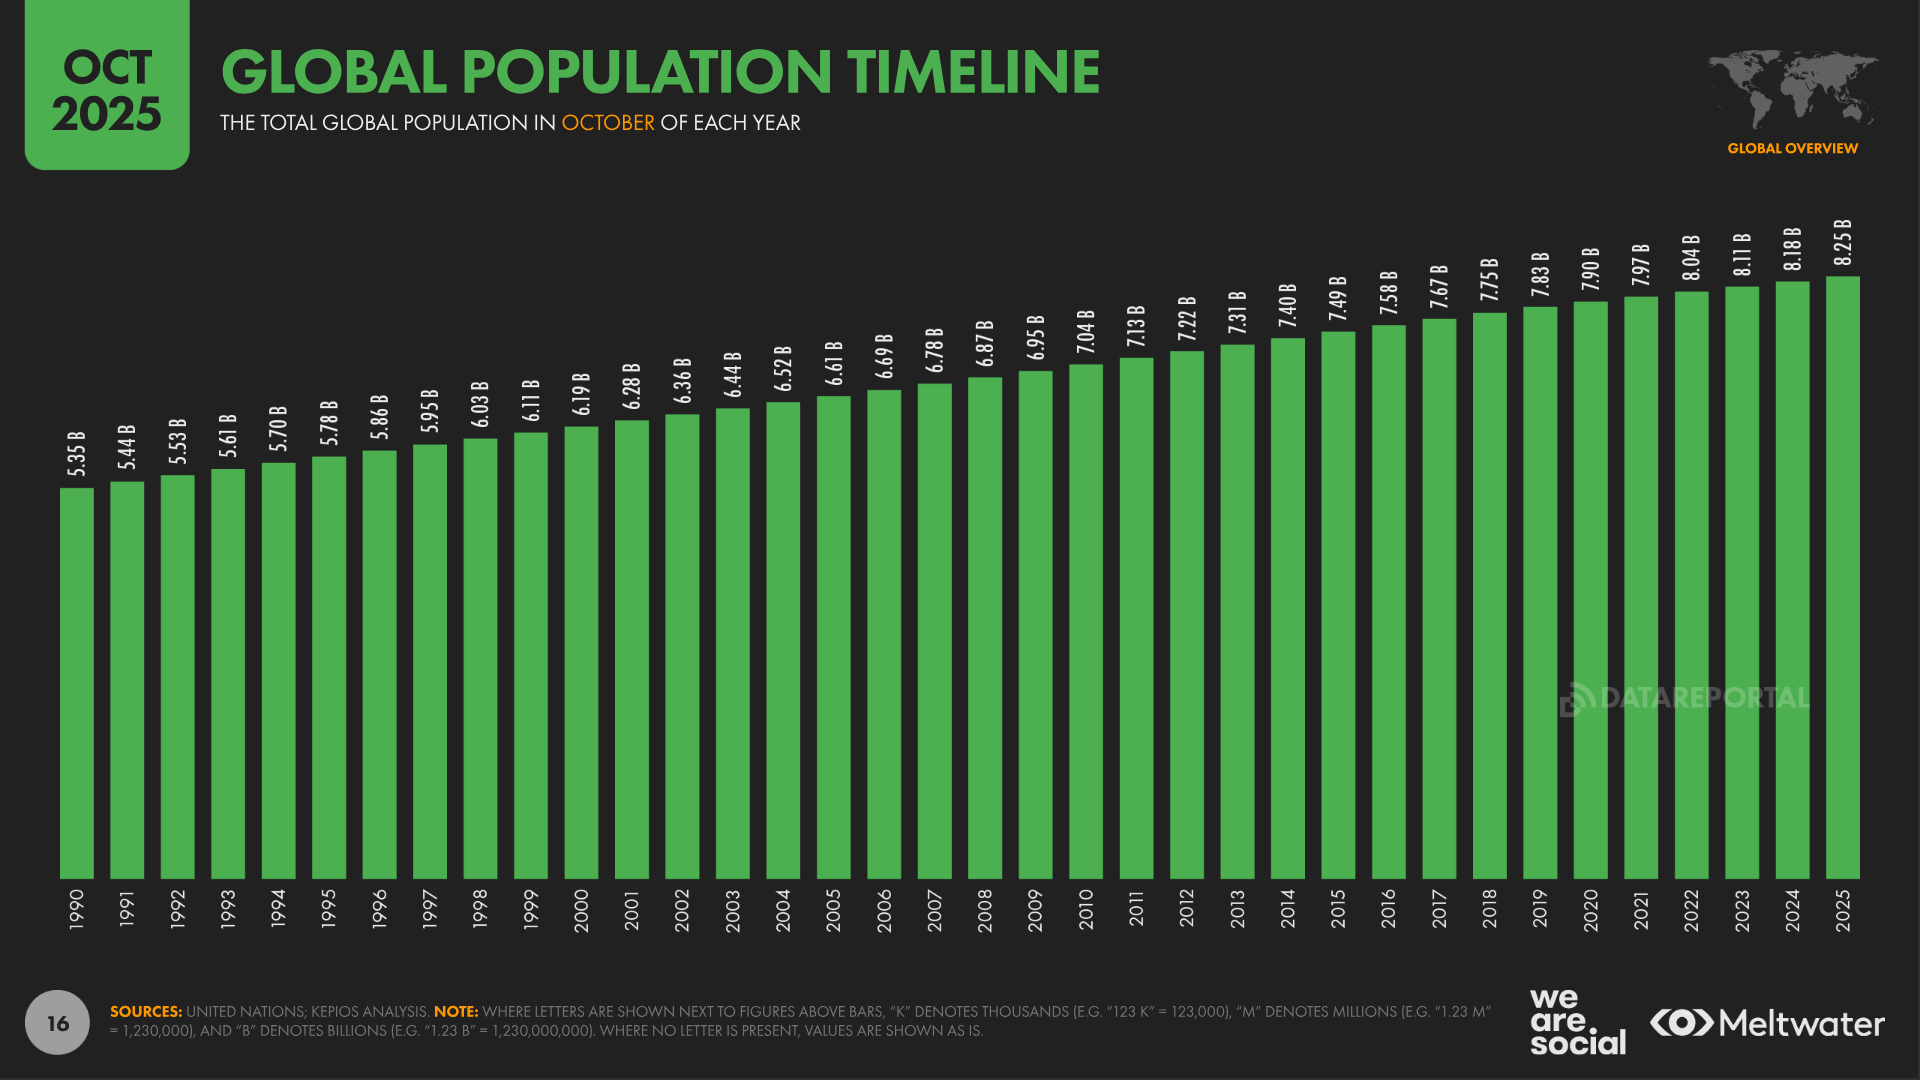 OCT
2025
GLOBAL POPULATION TIMELINE
THE TOTAL GLOBAL POPULATION IN OCTOBER OF EACH YEAR
GLOBAL OVERVIEW
5.35 B
5.44 B
5.53 B
5.61 B
5.70 B
5.78 B
5.86 B
5.95 B
6.03 B
6.11 B
6.19 B
6.28 B
6.36 B
6.44 B
6.52 B
6.61 B
6.69 B
6.78 B
6.87 B
6.95 B
7.04 B
7.13 B
7.22 B
7.31 B
7.40 B
7.49 B
7.58 B
7.67 B
7.75 B
7.83 B
7.90 B
7.97 B
8.04 B
8.11 B
8.18 B
8.25 B
DATAREPORTAL
1990
1991
1992
1993
1994
1995
1996
1997
1998
1999
2000
2001
2002
2003
2004
2005
2006
2007
2008
2009
2010
2011
2012
2013
2014
2015
2016
2017
2018
2019
2020
2021
2022
2023
2024
2025
16
SOURCES: UNITED NATIONS; KEPIOS ANALYSIS. NOTE: WHERE LETTERS ARE SHOWN NEXT TO FIGURES ABOVE BARS, “K” DENOTES THOUSANDS (E.G. “123 K” = 123,000), “M” DENOTES MILLIONS (E.G. “1.23 M”
= 1,230,000), AND “B” DENOTES BILLIONS (E.G. “1.23 B” = 1,230,000,000). WHERE NO LETTER IS PRESENT, VALUES ARE SHOWN AS IS.
we
are
social
Meltwater